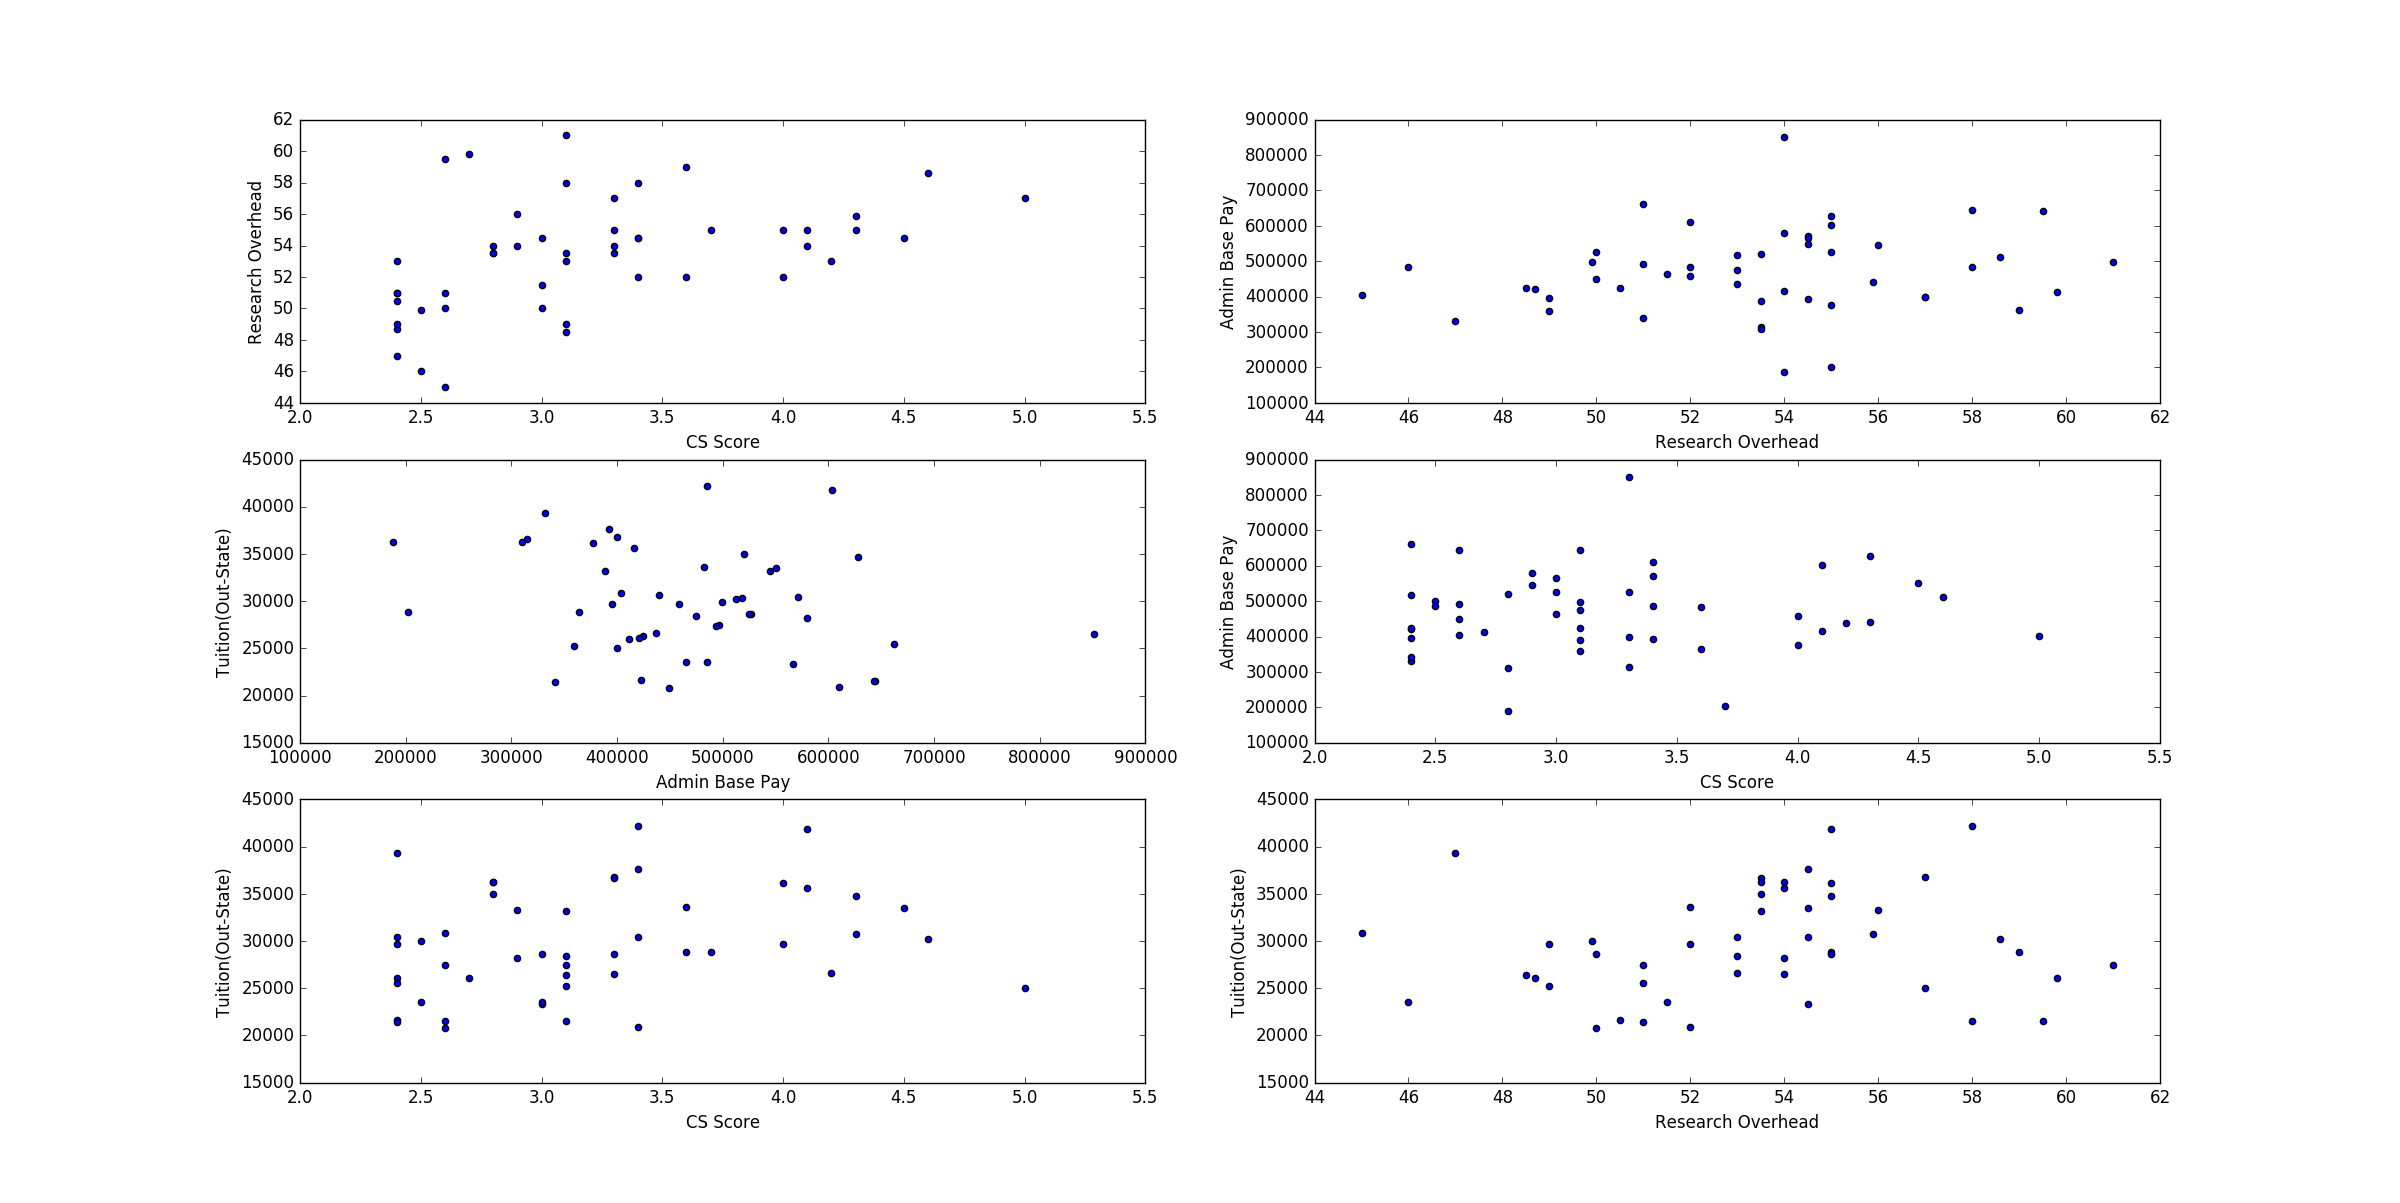 62
60
58
56
54
52
50
48
46
44
Research Overhead
2.0 2.5 3.0 3.5 4.0 4.5 5.0 5.5
CS Score
900000
800000
700000
600000
500000
400000
300000
200000
100000
Admin Base Pay
44 46 48 50 52 54 56 58 60 62
Research Overhead
45000
40000
35000
30000
25000
20000
15000
Tuition(Out-State)
100000 200000 300000 400000 500000 600000 700000 800000 900000
Admin Base Pay
900000
800000
700000
600000
500000
400000
300000
200000
100000
Admin Base Pay
2.0 2.5 3.0 3.5 4.0 4.5 5.0 5.5
CS Score
45000
40000
35000
30000
25000
20000
15000
Tuition(Out-State)
2.0 2.5 3.0 3.5 4.0 4.5 5.0 5.5
CS Score
45000
40000
35000
30000
25000
20000
15000
Tuition(Out-State)
44 46 48 50 52 54 56 58 60 62
Research Overhead